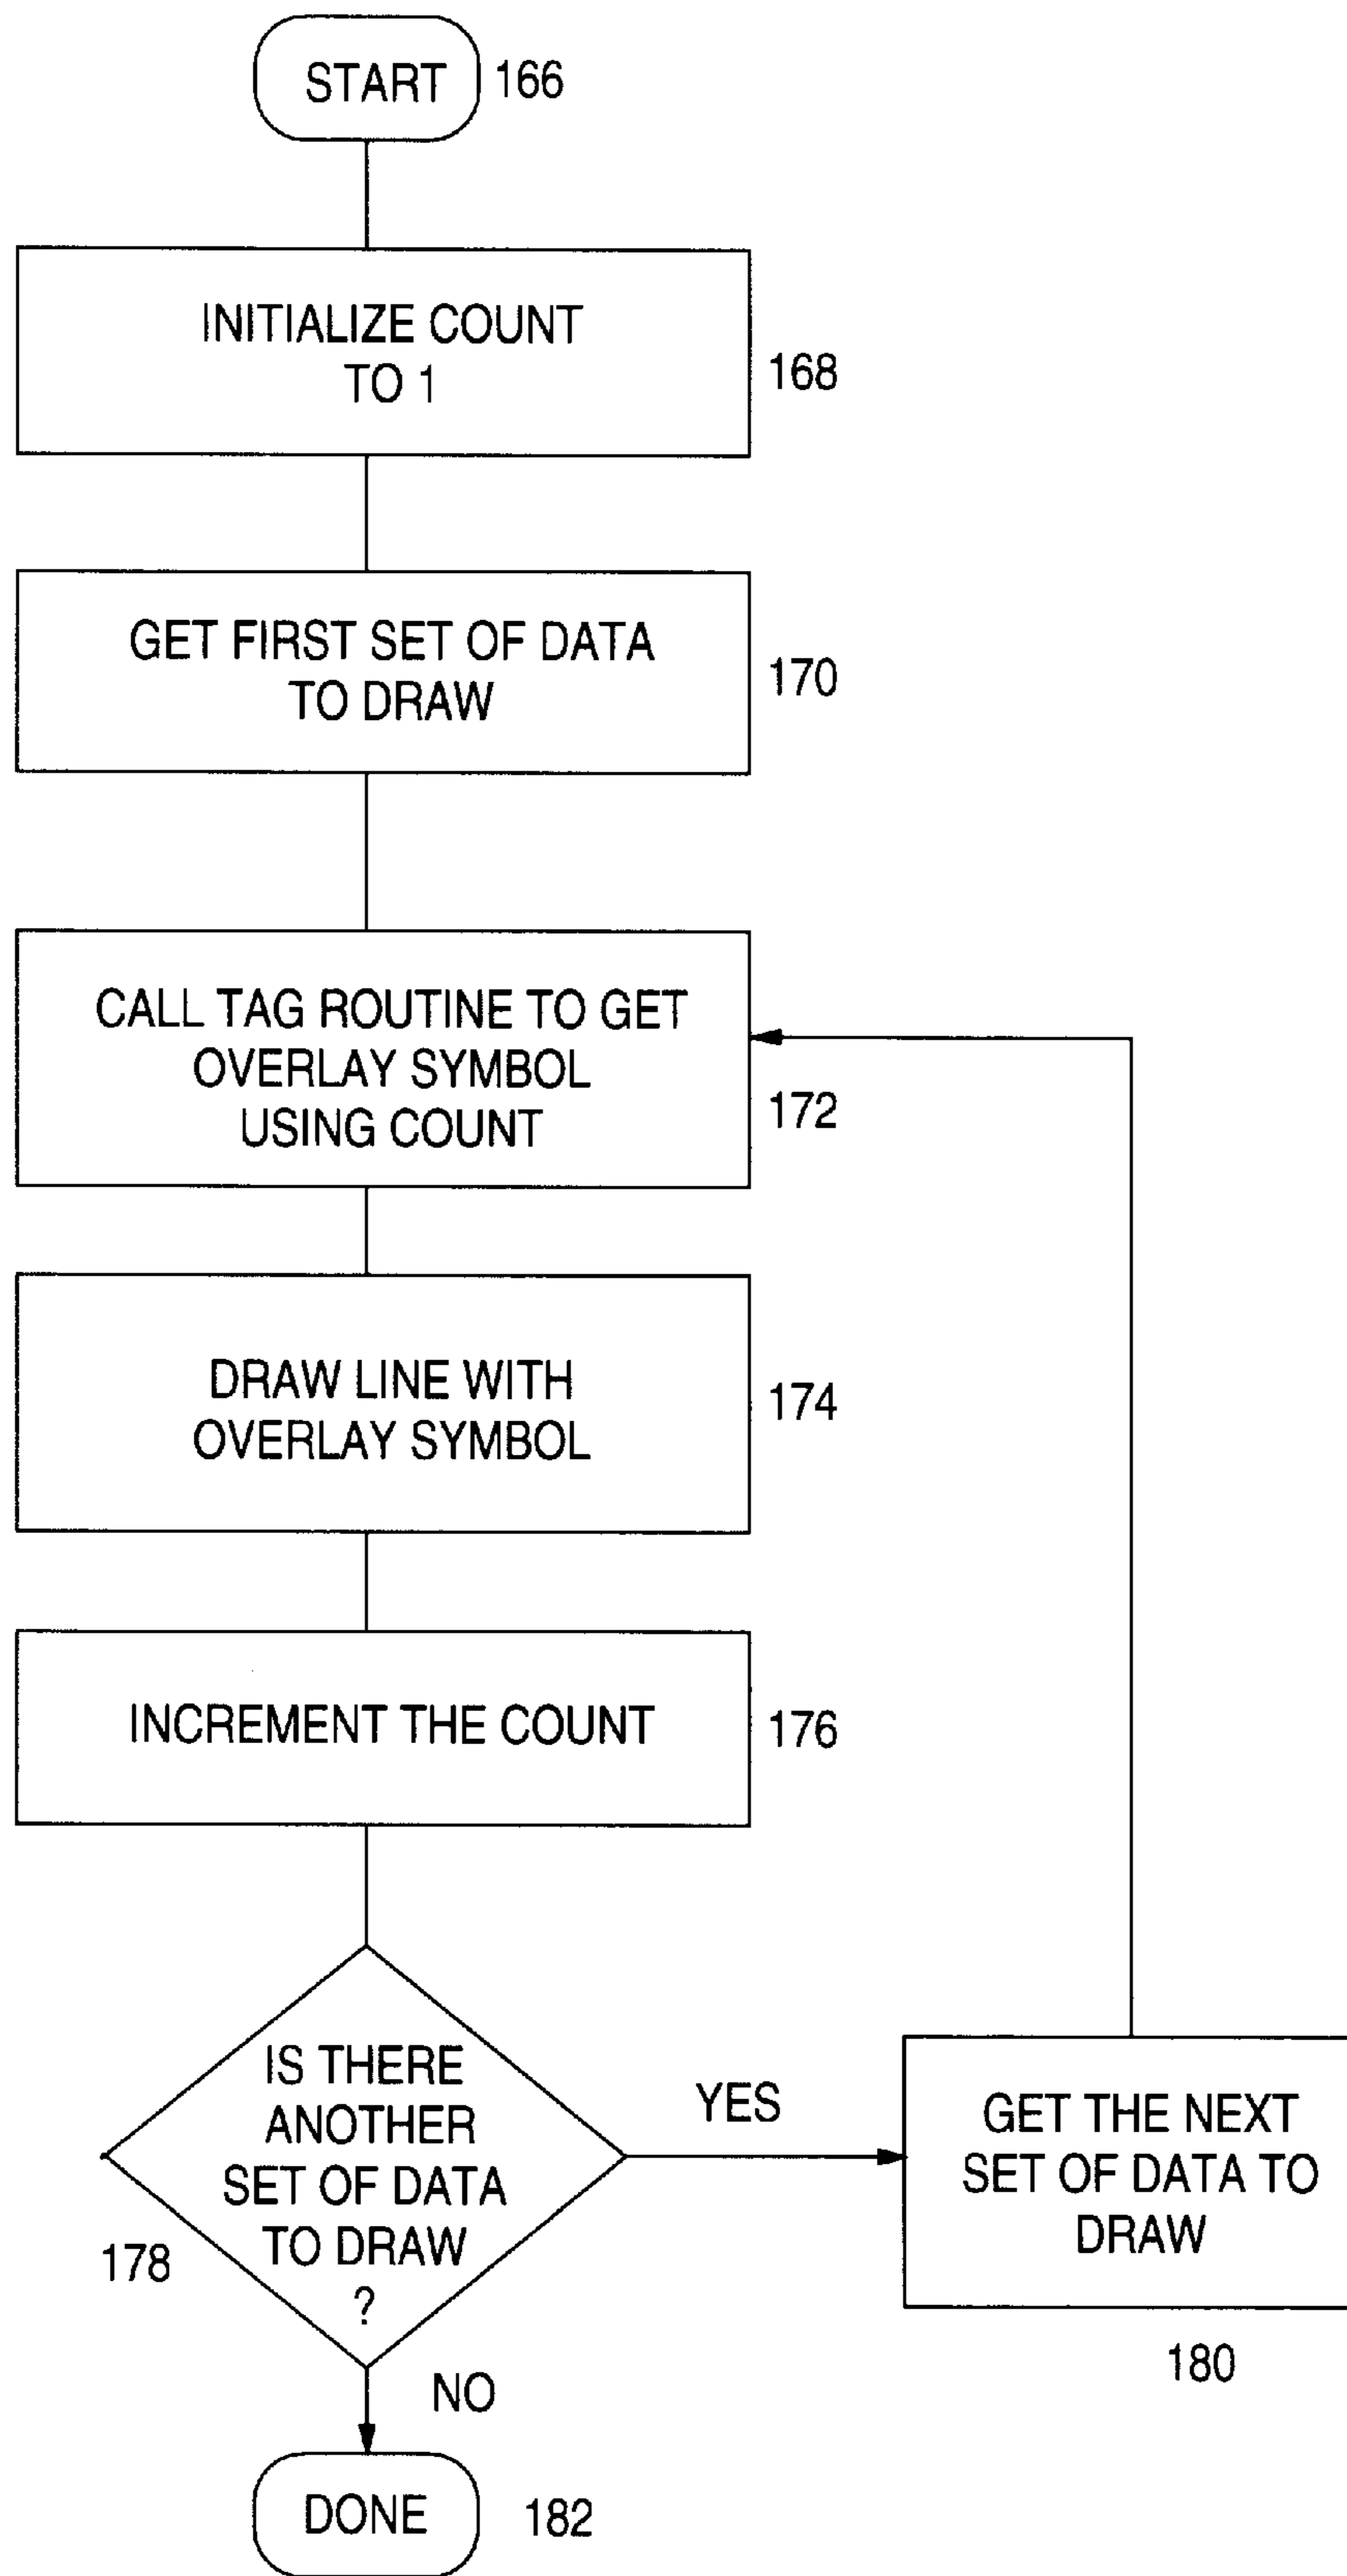 START 166
INITIALIZE COUNT
TO 1
168
GET FIRST SET OF DATA
TO DRAW
170
CALL TAG ROUTINE TO GET
OVERLAY SYMBOL
USING COUNT
172
DRAW LINE WITH
OVERLAY SYMBOL
174
INCREMENT THE COUNT
176
IS THERE
ANOTHER
SET OF DATA
TO DRAW
?
178
YES
GET THE NEXT
SET OF DATA TO
DRAW
180
NO
DONE
182